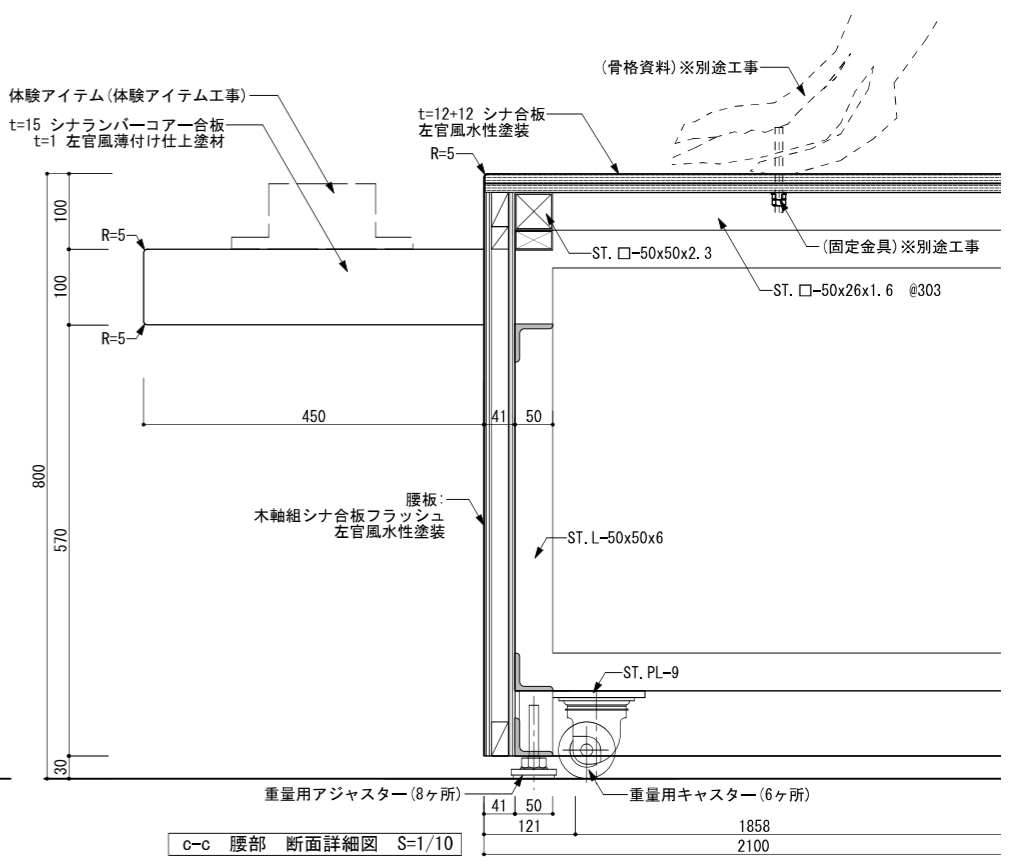 (骨格資料)※別途工事
体験アイテム(体験アイテム工事)
t=15 シナランバーコアー合板
t=1 左官風薄付け仕上塗材
t=12+12 シナ合板
左官風水性塗装
R=5
100
R=5
100
R=5
ST.□-50x50x2.3
(固定金具)※別途工事
ST.□-50x26x1.6 @303
450
41
50
800
570
腰板:
木軸組シナ合板フラッシュ
左官風水性塗装
ST.L-50x50x6
ST.PL-9
30
重量用アジャスター(8ヶ所)
重量用キャスター(6ヶ所)
41
50
121
1858
2100
c-c 腰部 断面詳細図 S=1/10